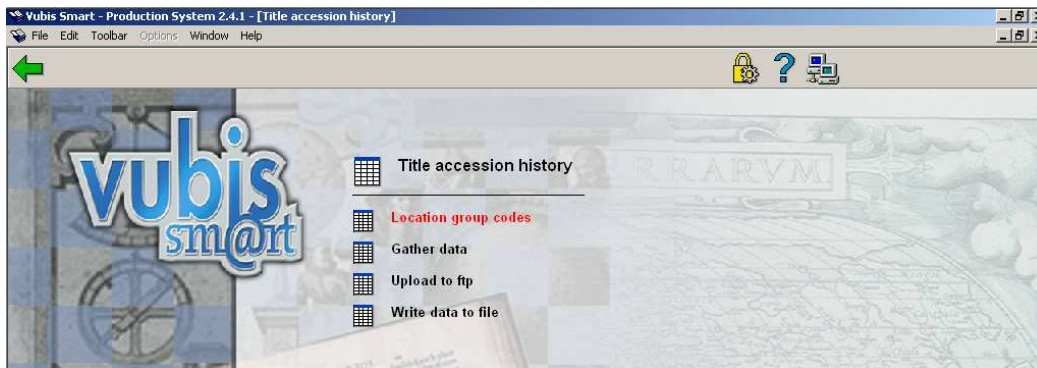 Vubis Smart - Production System 2.4.1 - [Title accession history]
File Edit Toolbar Options Window Help
?
vubis
sm@rt
RRARVM
Title accession history
Location group codes
Gather data
Upload to ftp
Write data to file